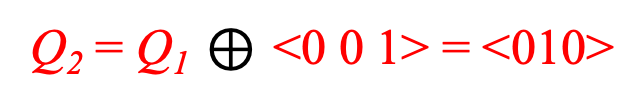 Q₂ = Q₁ ⊕ <0 0 1> = <010>